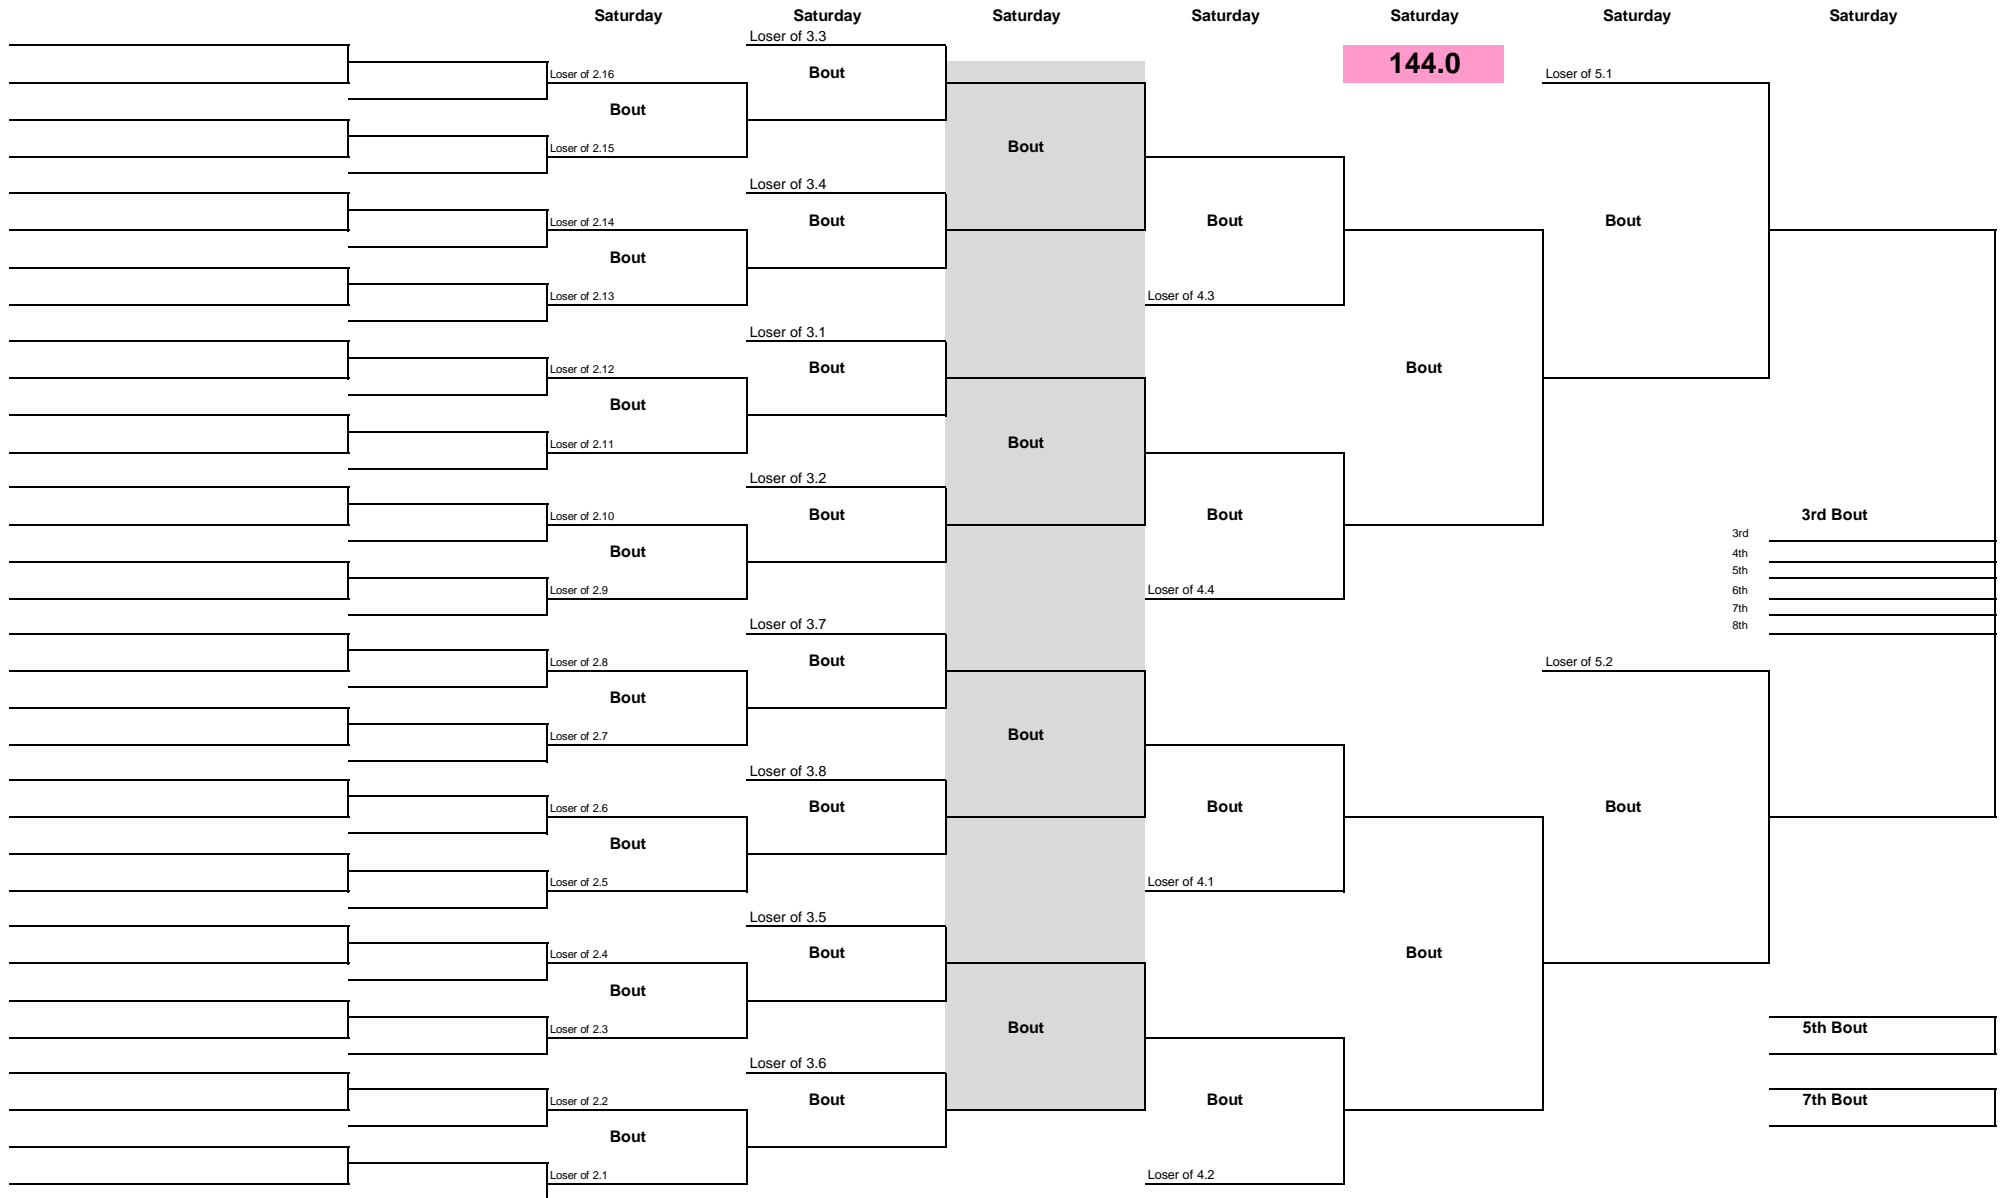 Saturday Saturday Saturday Saturday Saturday Saturday Saturday
Loser of 3.3
144.0
Bout
Loser of 2.16
Loser of 5.1
Bout
Loser of 2.15
Bout
Loser of 3.4
Loser of 2.14
Bout
Bout
Bout
Bout
Loser of 2.13
Loser of 4.3
Loser of 3.1
Loser of 2.12
Bout
Bout
Bout
Loser of 2.11
Bout
Loser of 3.2
Loser of 2.10
Bout
Bout
3rd Bout
3rd
Bout
4th
5th
Loser of 2.9
Loser of 4.4
6th
7th
Loser of 3.7
8th
Loser of 2.8
Bout
Loser of 5.2
Bout
Loser of 2.7
Bout
Loser of 3.8
Loser of 2.6
Bout
Bout
Bout
Bout
Loser of 2.5
Loser of 4.1
Loser of 3.5
Loser of 2.4
Bout
Bout
Bout
Loser of 2.3
Bout
5th Bout
Loser of 3.6
Loser of 2.2
Bout
Bout
7th Bout
Bout
Loser of 2.1
Loser of 4.2